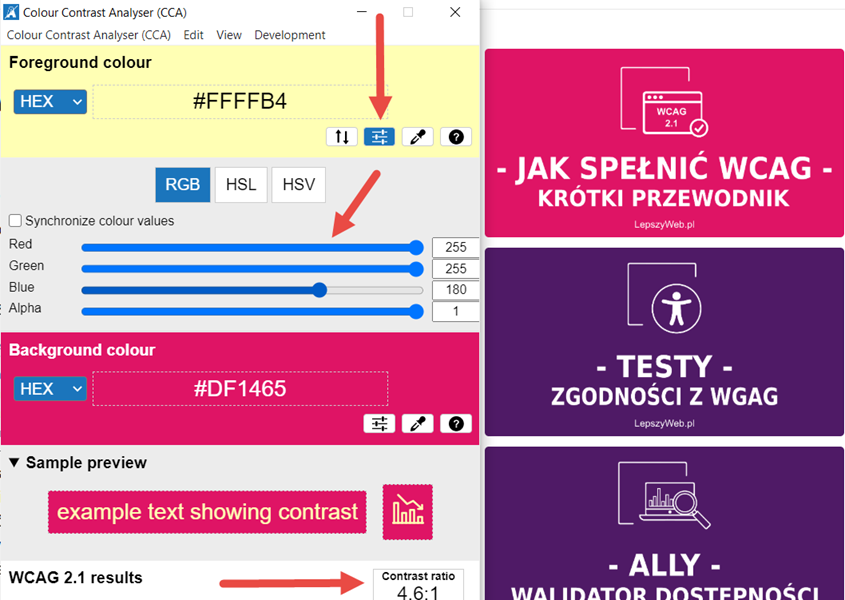 Colour Contrast Analyser (CCA)
Colour Contrast Analyser (CCA) Edit View Development
Foreground colour
HEX #FFFFB4
RGB HSL HSV
Synchronize colour values
Red 255
Green 255
Blue 180
Alpha 1
Background colour
HEX #DF1465
Sample preview
example text showing contrast
WCAG 2.1 results
Contrast ratio
4.6:1
WCAG
2.1
- JAK SPEŁNIĆ WCAG -
KRÓTKI PRZEWODNIK
LepszyWeb.pl
- TESTY -
ZGODNOŚCI Z WGAG
LepszyWeb.pl
- ALLY -
WALIDATOR DOSTĘPNOŚCI